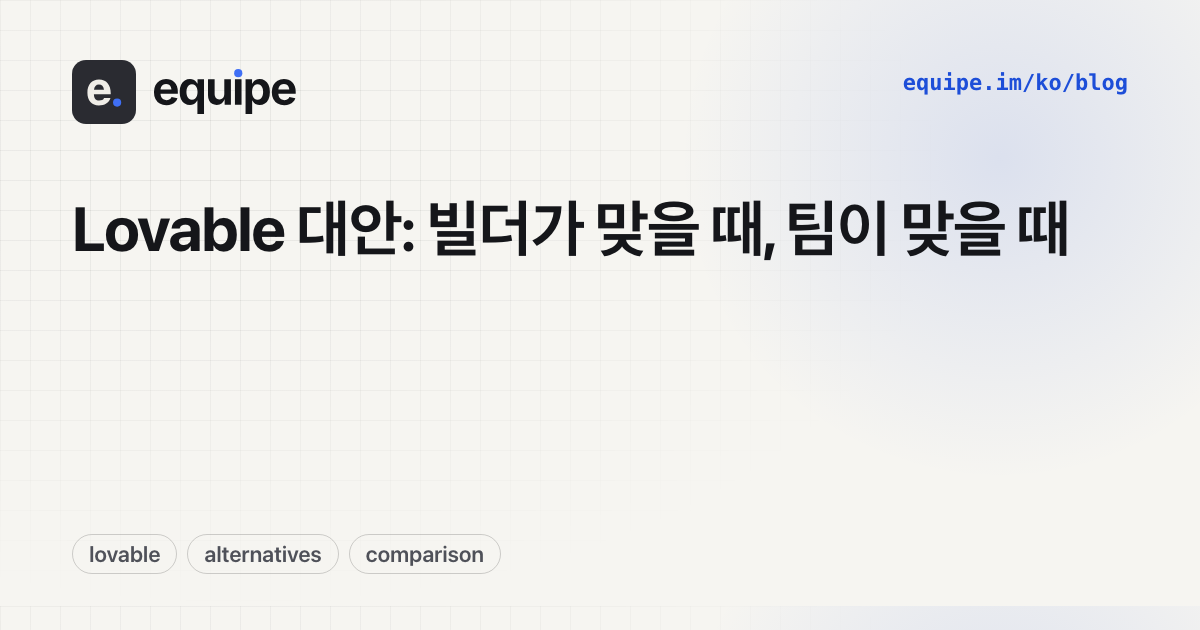 e. equipe
equipe.im/ko/blog
Lovable 대안: 빌더가 맞을 때, 팀이 맞을 때
lovable
alternatives
comparison